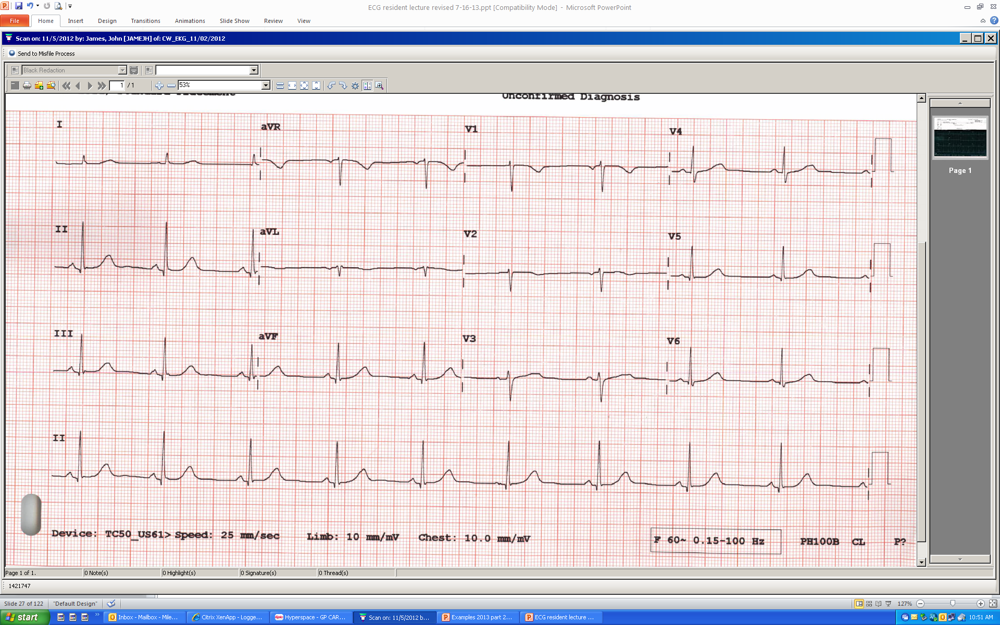 ECG resident lecture revised 7-16-13.ppt [Compatibility Mode] - Microsoft PowerPoint
File Home Insert Design Transitions Animations Slide Show Review View
Scan on: 11/5/2012 by: James, John [JAMEJH] of: CW_EKG_11/02/2012
Send to Misfile Process
Black Redaction
1 / 1 53%
Unconfirmed Diagnosis
I aVR V1 V4
II aVL V2 V5
III aVF V3 V6
II
Device: TC50_US61> Speed: 25 mm/sec Limb: 10 mm/mV Chest: 10.0 mm/mV F 60~ 0.15-100 Hz PH100B CL P?
Page 1
Page 1 of 1. 0 Note(s) 0 Highlight(s) 0 Signature(s) 0 Thread(s)
1421747
Slide 27 of 122 "Default Design" 127%
start Inbox - Mailbox - Mile... Citrix XenApp - Logge... Hyperspace - GP CAR... Scan on: 11/5/2012 b... Examples 2013 part 2... ECG resident lecture ... 10:51 AM